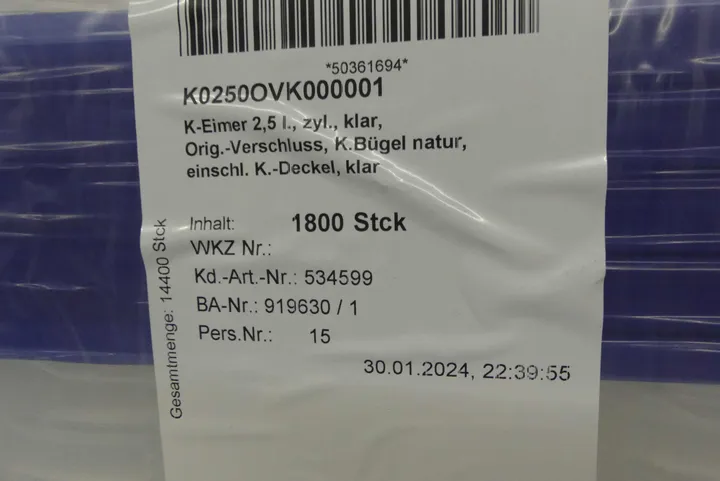 *50361694*
K0250OVK000001
K-Eimer 2,5 l., zyl., klar,
Orig.-Verschluss, K.Bügel natur,
einschl. K.-Deckel, klar
Inhalt: 1800 Stck
WKZ Nr.:
Kd.-Art.-Nr.: 534599
BA-Nr.: 919630 / 1
Pers.Nr.: 15
30.01.2024, 22:39:55
Gesamtmenge: 14400 Stck